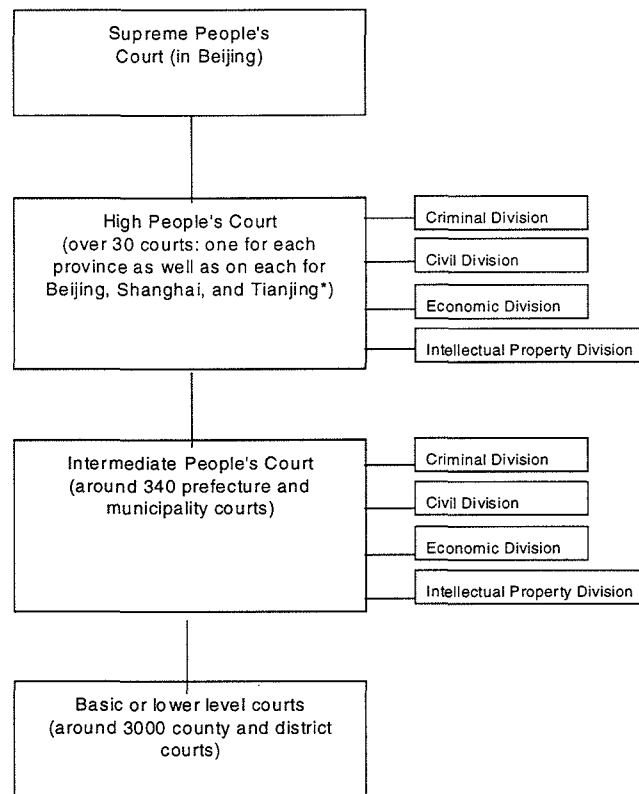 Supreme People's
Court (in Beijing)
High People's Court
(over 30 courts: one for each
province as well as on each for
Beijing, Shanghai, and Tianjing*)
Criminal Division
Civil Division
Economic Division
Intellectual Property Division
Intermediate People's Court
(around 340 prefecture and
municipality courts)
Criminal Division
Civil Division
Economic Division
Intellectual Property Division
Basic or lower level courts
(around 3000 county and district
courts)